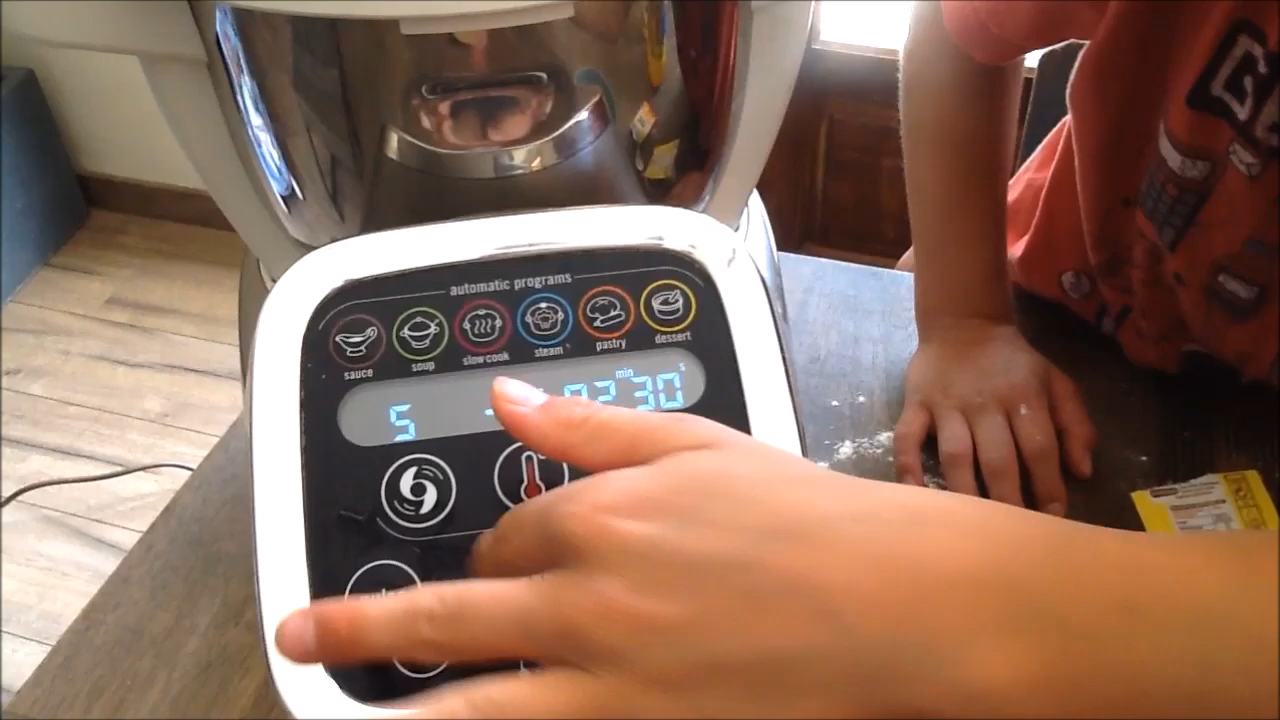 automatic programs
sauce soup slow cook steam pastry dessert
min s
5 02 30